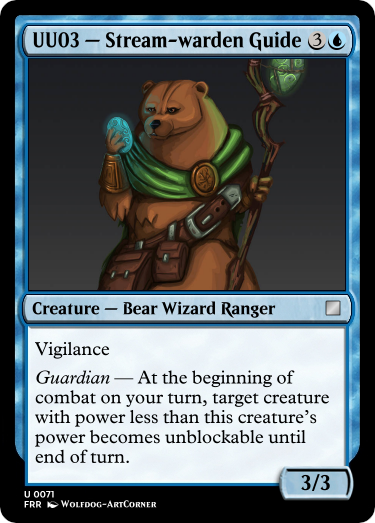 UU03 — Stream-warden Guide 3
Creature — Bear Wizard Ranger
Vigilance
Guardian — At the beginning of
combat on your turn, target creature
with power less than this creature's
power becomes unblockable until
end of turn.
3/3
U 0071
FRR Wolfdog-ArtCorner